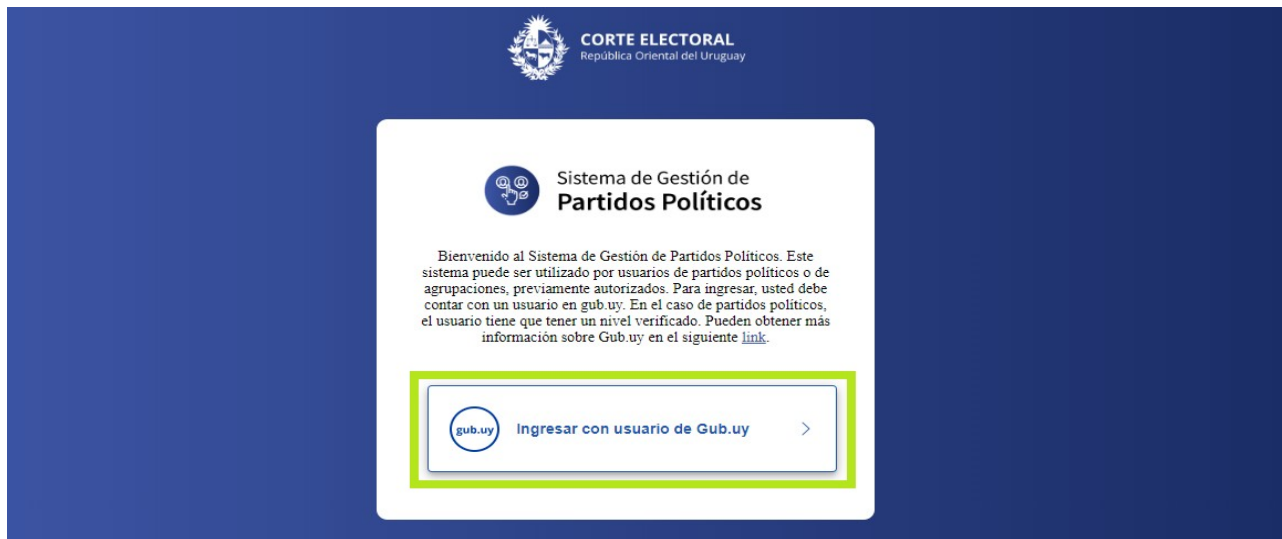 CORTE ELECTORAL
República Oriental del Uruguay
Sistema de Gestión de
Partidos Políticos
Bienvenido al Sistema de Gestión de Partidos Políticos. Este
sistema puede ser utilizado por usuarios de partidos políticos o de
agrupaciones, previamente autorizados. Para ingresar, usted debe
contar con un usuario en gub.uy. En el caso de partidos políticos,
el usuario tiene que tener un nivel verificado. Pueden obtener más
información sobre Gub.uy en el siguiente link.
gub.uy Ingresar con usuario de Gub.uy